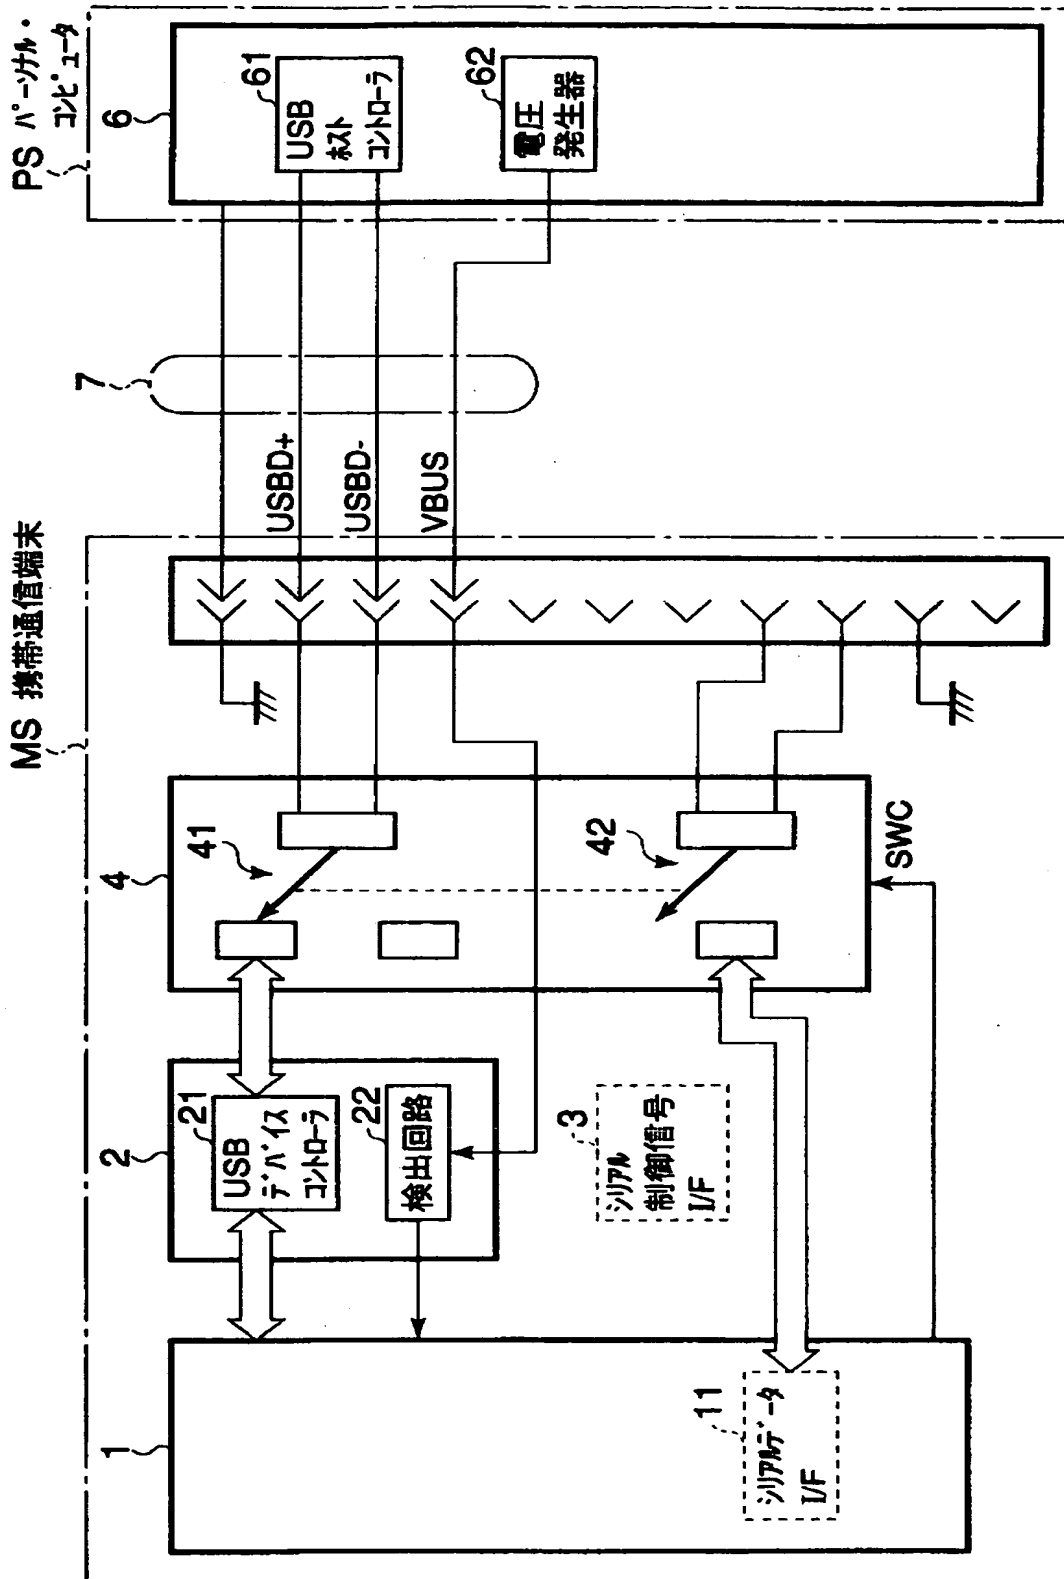 MS 携帯通信端末
PS パーソナル・
コンピュータ
1
11
シリアルデータ
I/F
2
21
USB
デバイス
コントローラ
22
検出回路
3
シリアル
制御信号
I/F
4
41
42
SWC
7
USBD+
USBD-
VBUS
6
61
USB
ホスト
コントローラ
62
電圧
発生器